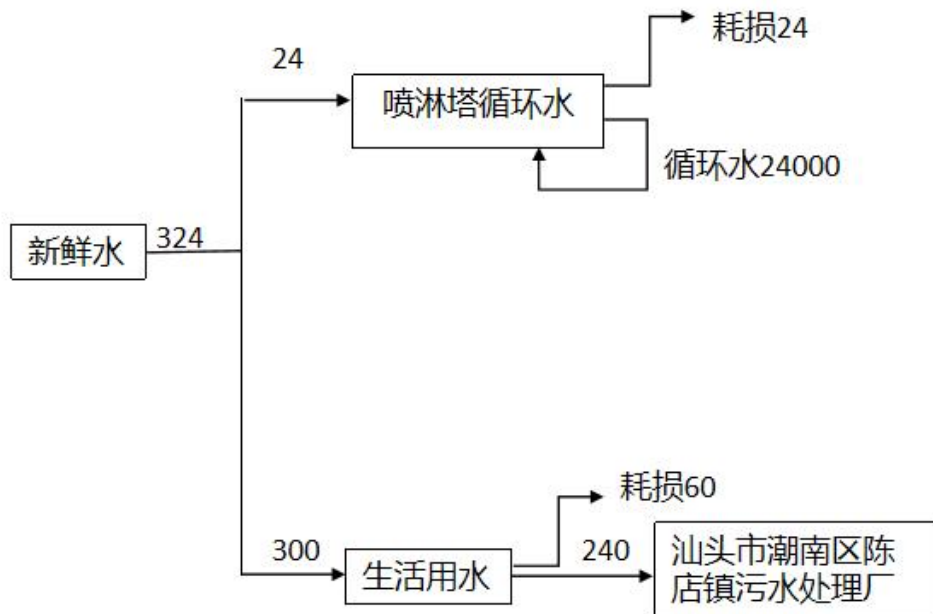 耗损24
24
喷淋塔循环水
循环水24000
新鲜水
324
耗损60
300
生活用水
240
汕头市潮南区陈
店镇污水处理厂